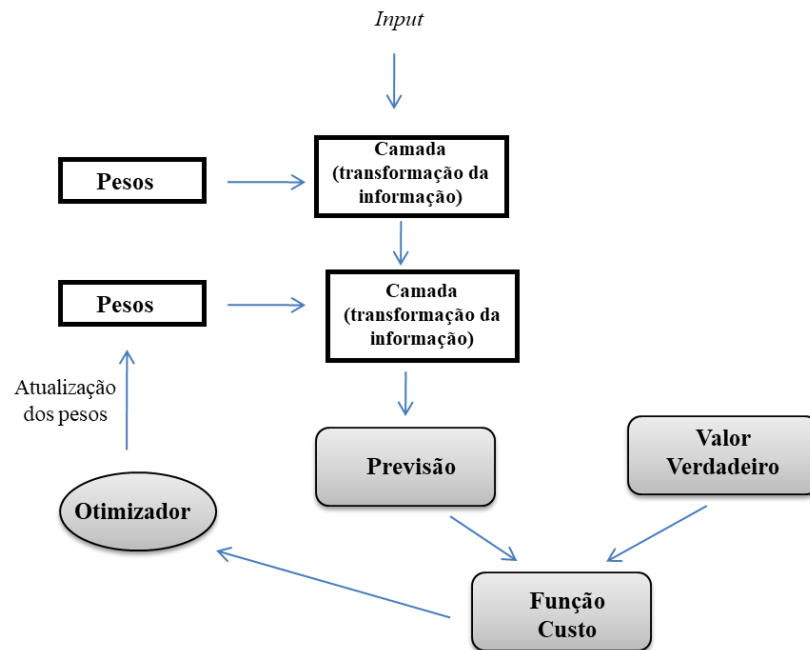 Input
Camada
(transformação da
informação)
Pesos
Camada
(transformação da
informação)
Pesos
Atualização
dos pesos
Previsão
Valor
Verdadeiro
Otimizador
Função
Custo